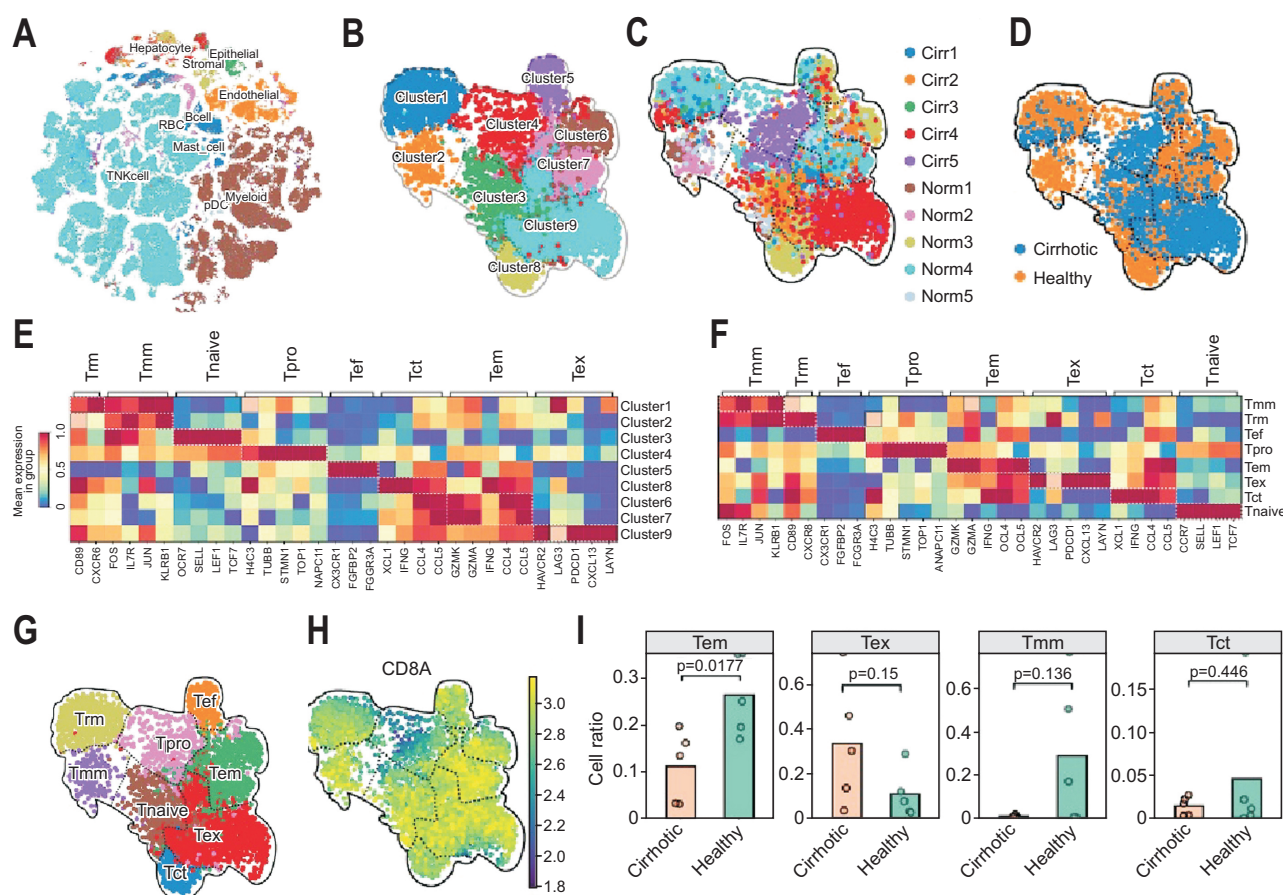 A
Hepatocyte
Epithelial
Stromal
Endothelial
Bcell
RBC
Mast_cell
TNKcell
Myeloid
pDC
B
Cluster5
Cluster1
Cluster4
Cluster6
Cluster2
Cluster7
Cluster3
Cluster9
Cluster8
C
Cirr1
Cirr2
Cirr3
Cirr4
Cirr5
Norm1
Norm2
Norm3
Norm4
Norm5
D
Cirrhotic
Healthy
E
Trm
Tmm
Tnaive
Tpro
Tef
Tct
Tem
Tex
Mean expression
in group
1.0
0.5
0
Cluster1
Cluster2
Cluster3
Cluster4
Cluster5
Cluster8
Cluster6
Cluster7
Cluster9
CD89
CXCR6
FOS
IL7R
JUN
KLRB1
OCR7
SELL
LEF1
TCF7
H4C3
TUBB
STMN1
TOP1
NAPC11
CX3CR1
FGFBP2
FGGR3A
XCL1
IFNG
CCL4
CCL5
GZMK
GZMA
IFNG
CCL4
CCL5
HAVCR2
LAG3
PDCD1
CXCL13
LAYN
F
Tmm
Trm
Tef
Tpro
Tem
Tex
Tct
Tnaive
Tmm
Trm
Tef
Tpro
Tem
Tex
Tct
Tnaive
FOS
IL7R
JUN
KLRB1
CD89
CXCR8
CX3CR1
FGFBP2
FCGR3A
H4C3
TUBB
STMN1
TOP1
ANAPC11
GZMK
GZMA
IFNG
OCL4
OCL5
HAVCR2
LAG3
PDCD1
CXCL13
LAYN
XCL1
IFNG
CCL4
CCL5
CCR7
SELL
LEF1
TCF7
G
Tef
Trm
Tpro
Tem
Tmm
Tnaive
Tex
Tct
H
CD8A
3.0
2.8
2.6
2.4
2.2
2.0
1.9
1.8
I
Cell ratio
Tem
p=0.0177
0.3
0.2
0.1
0
Cirrhotic
Healthy
Tex
p=0.15
0.6
0.4
0.2
0
Cirrhotic
Healthy
Tmm
p=0.136
0.6
0.4
0.2
0
Cirrhotic
Healthy
Tct
p=0.446
0.15
0.10
0.05
0
Cirrhotic
Healthy